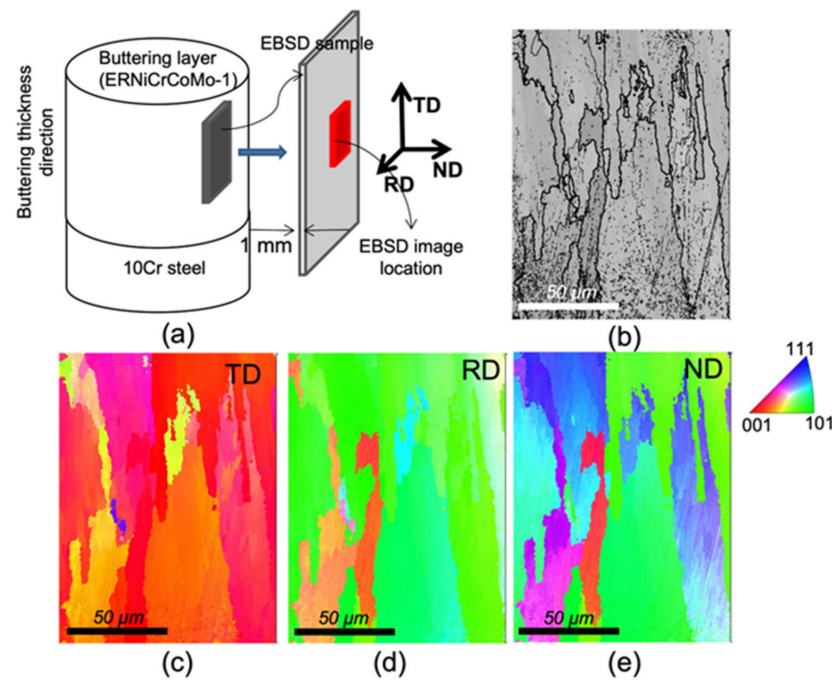 Buttering thickness
direction
Buttering layer
(ERNiCrCoMo-1)
10Cr steel
EBSD sample
TD
ND
RD
1 mm
EBSD image
location
(a)
50 µm
(b)
TD
50 µm
(c)
RD
50 µm
(d)
ND
50 µm
(e)
111
001
101